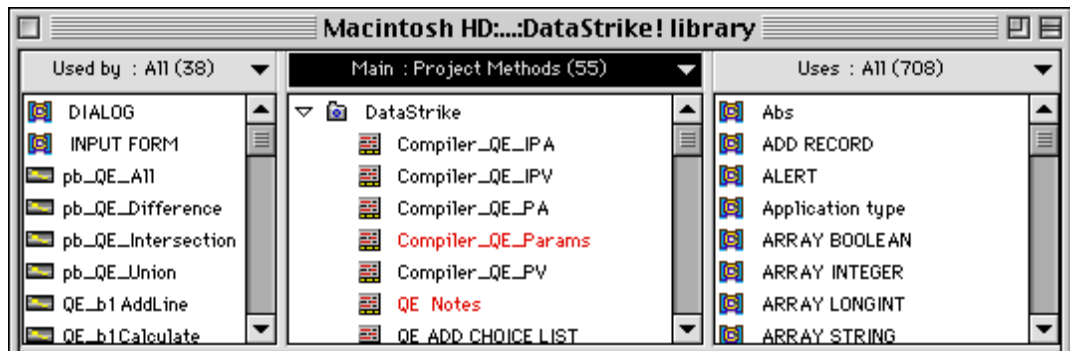 Macintosh HD:...:DataStrike! library
Used by : All (38)
Main : Project Methods (55)
Uses : All (708)
DIALOG
INPUT FORM
pb_QE_All
pb_QE_Difference
pb_QE_Intersection
pb_QE_Union
QE_b1AddLine
QE_b1Calculate
DataStrike
Compiler_QE_IPA
Compiler_QE_IPV
Compiler_QE_PA
Compiler_QE_Params
Compiler_QE_PV
QE Notes
QE ADD CHOICE LIST
Abs
ADD RECORD
ALERT
Application type
ARRAY BOOLEAN
ARRAY INTEGER
ARRAY LONGINT
ARRAY STRING